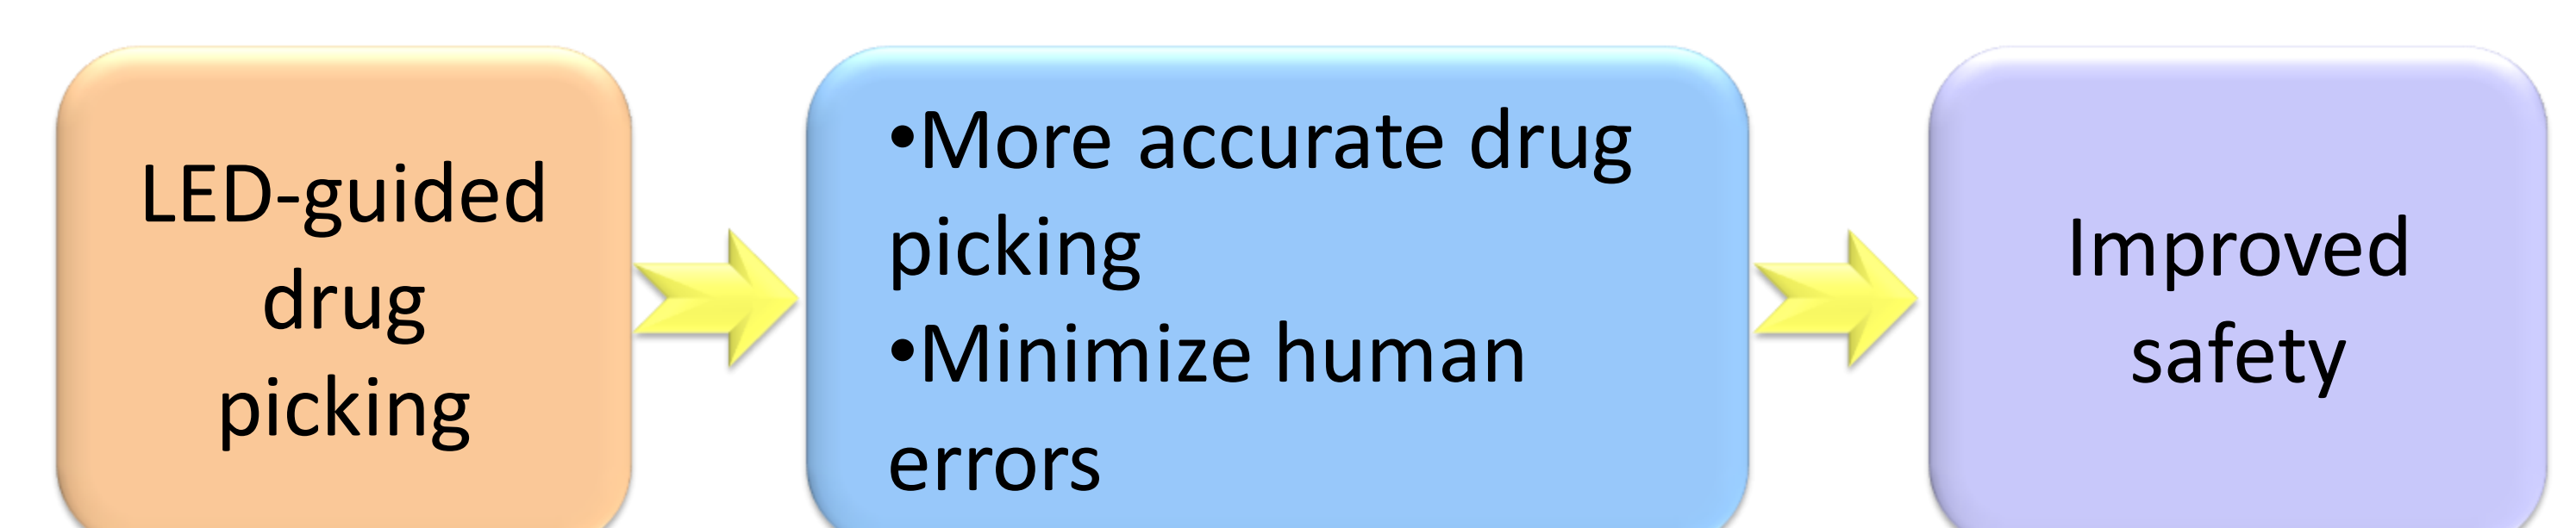 LED-guided
drug
picking
•More accurate drug
picking
•Minimize human
errors
Improved
safety